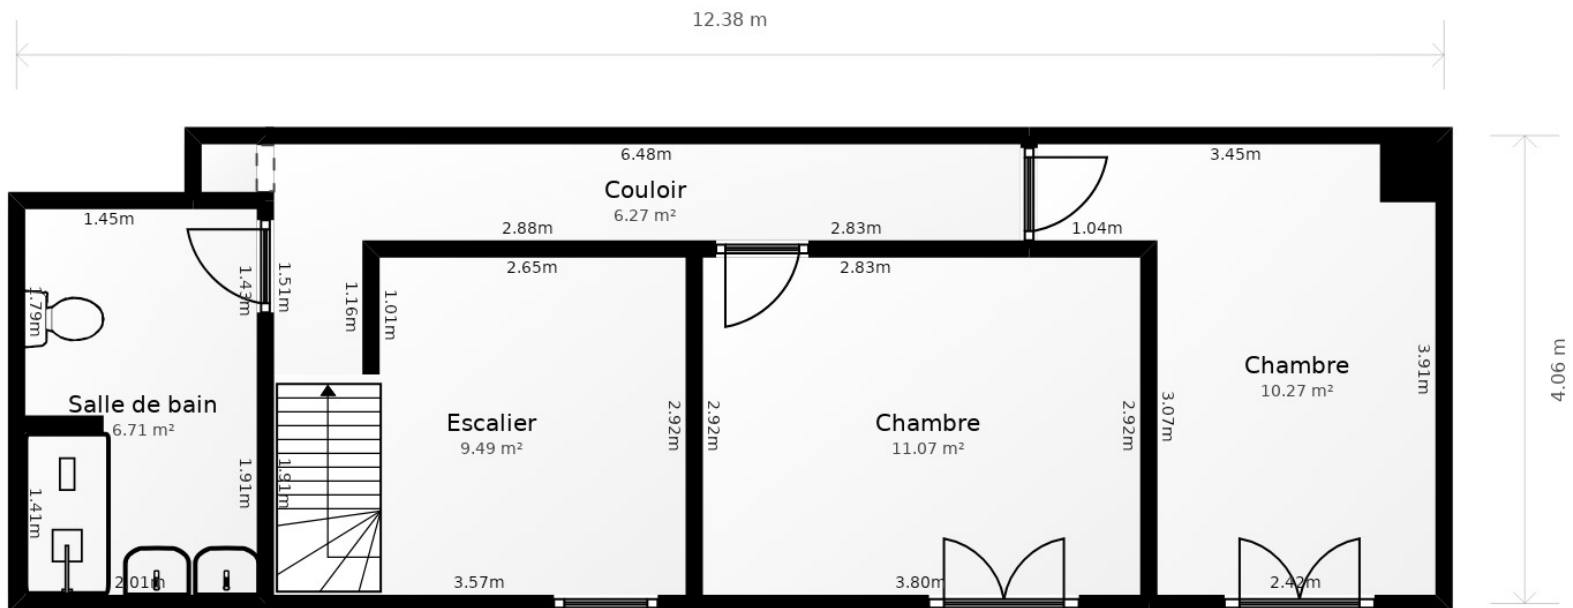 12.38 m
6.48m
3.45m
Couloir
6.27 m²
1.45m
2.88m
2.83m
1.04m
2.65m
2.83m
1.43m
1.51m
1.16m
1.01m
1.79m
3.91m
4.06 m
Chambre
10.27 m²
Salle de bain
6.71 m²
Escalier
9.49 m²
2.92m
2.92m
Chambre
11.07 m²
2.92m
3.07m
1.41m
1.91m
1.91m
2.01m
3.57m
3.80m
2.42m